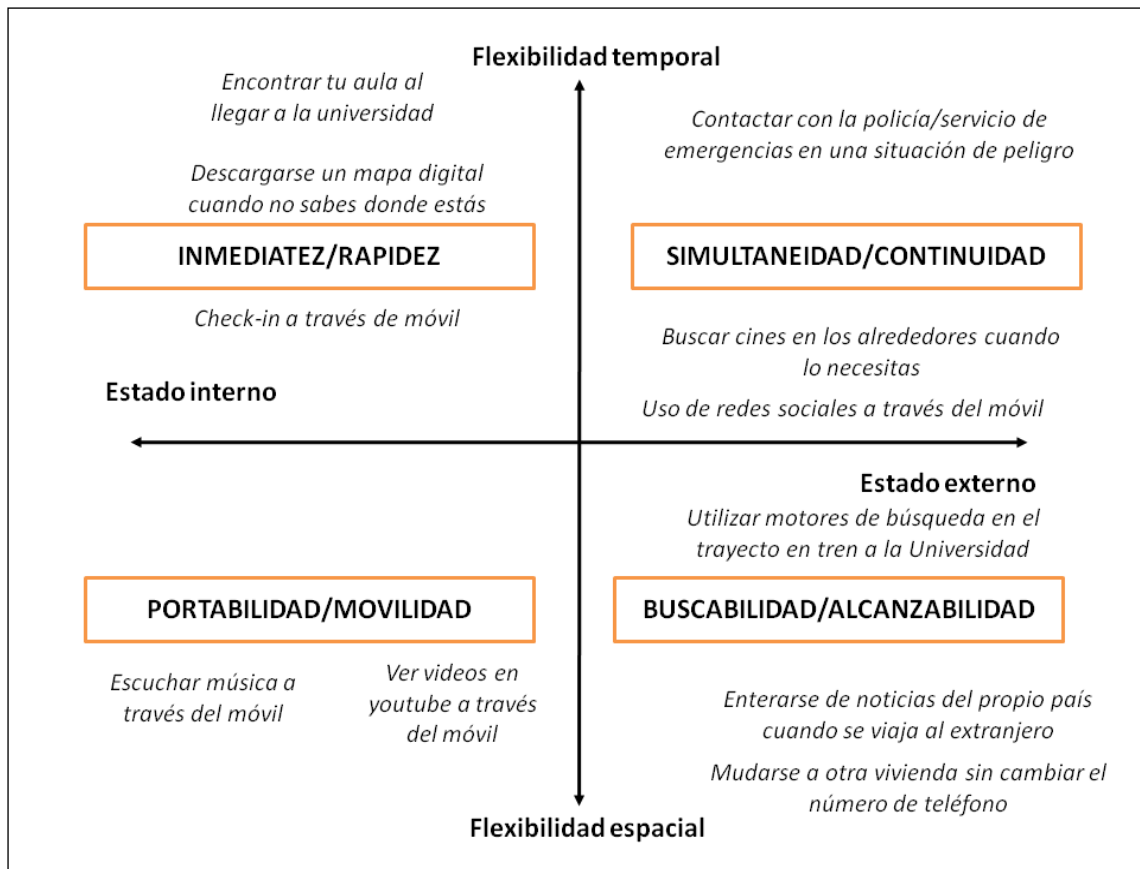 Flexibilidad temporal
Encontrar tu aula al
llegar a la universidad
Contactar con la policía/servicio de
emergencias en una situación de peligro
Descargarse un mapa digital
cuando no sabes donde estás
INMEDIATEZ/RAPIDEZ
SIMULTANEIDAD/CONTINUIDAD
Check-in a través de móvil
Buscar cines en los alrededores cuando
lo necesitas
Estado interno
Uso de redes sociales a través del móvil
Estado externo
Utilizar motores de búsqueda en el
trayecto en tren a la Universidad
PORTABILIDAD/MOVILIDAD
BUSCABILIDAD/ALCANZABILIDAD
Escuchar música a
través del móvil
Ver videos en
youtube a través
del móvil
Enterarse de noticias del propio país
cuando se viaja al extranjero
Mudarse a otra vivienda sin cambiar el
número de teléfono
Flexibilidad espacial